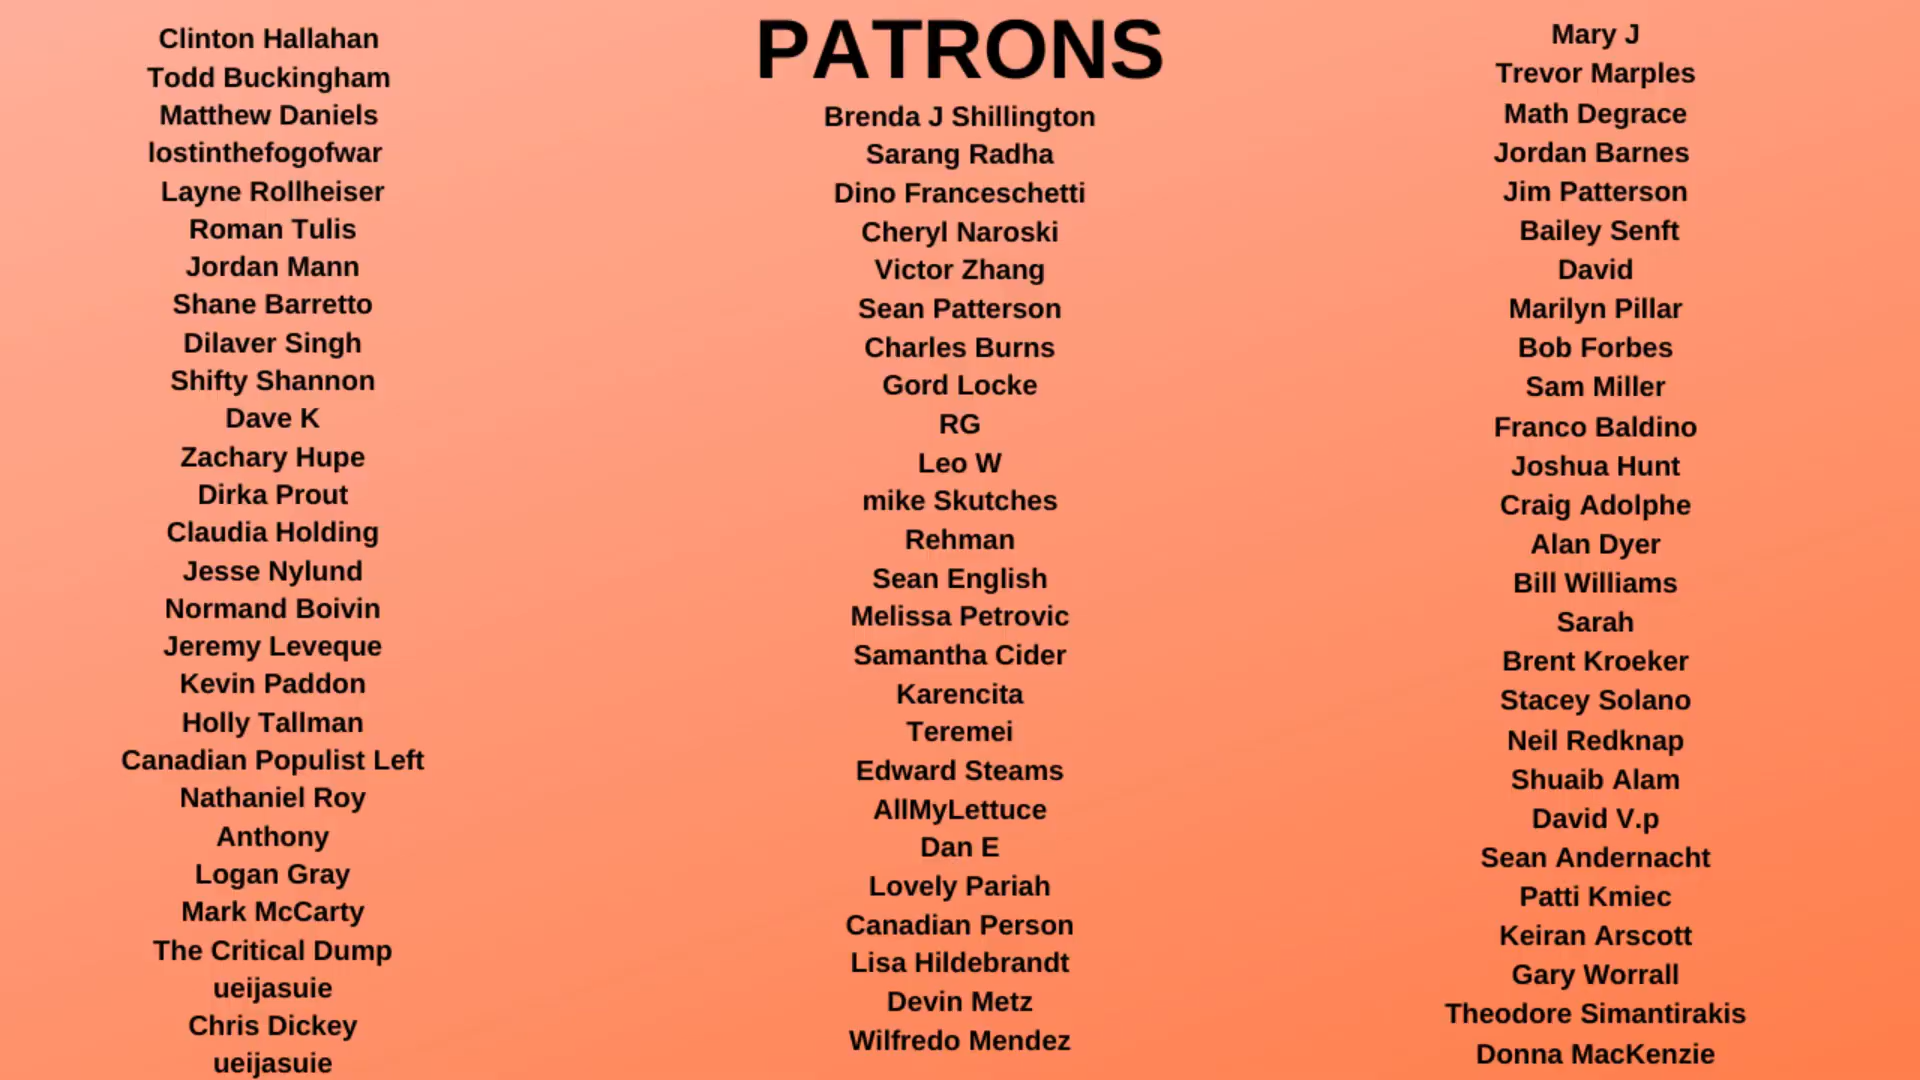 Clinton Hallahan
Todd Buckingham
Matthew Daniels
lostinthefogofwar
Layne Rollheiser
Roman Tulis
Jordan Mann
Shane Barretto
Dilaver Singh
Shifty Shannon
Dave K
Zachary Hupe
Dirka Prout
Claudia Holding
Jesse Nylund
Normand Boivin
Jeremy Leveque
Kevin Paddon
Holly Tallman
Canadian Populist Left
Nathaniel Roy
Anthony
Logan Gray
Mark McCarty
The Critical Dump
ueijasuie
Chris Dickey
ueijasuie
PATRONS
Brenda J Shillington
Sarang Radha
Dino Franceschetti
Cheryl Naroski
Victor Zhang
Sean Patterson
Charles Burns
Gord Locke
RG
Leo W
mike Skutches
Rehman
Sean English
Melissa Petrovic
Samantha Cider
Karencita
Teremei
Edward Steams
AllMyLettuce
Dan E
Lovely Pariah
Canadian Person
Lisa Hildebrandt
Devin Metz
Wilfredo Mendez
Mary J
Trevor Marples
Math Degrace
Jordan Barnes
Jim Patterson
Bailey Senft
David
Marilyn Pillar
Bob Forbes
Sam Miller
Franco Baldino
Joshua Hunt
Craig Adolphe
Alan Dyer
Bill Williams
Sarah
Brent Kroeker
Stacey Solano
Neil Redknap
Shuaib Alam
David V.p
Sean Andernacht
Patti Kmiec
Keiran Arscott
Gary Worrall
Theodore Simantirakis
Donna MacKenzie